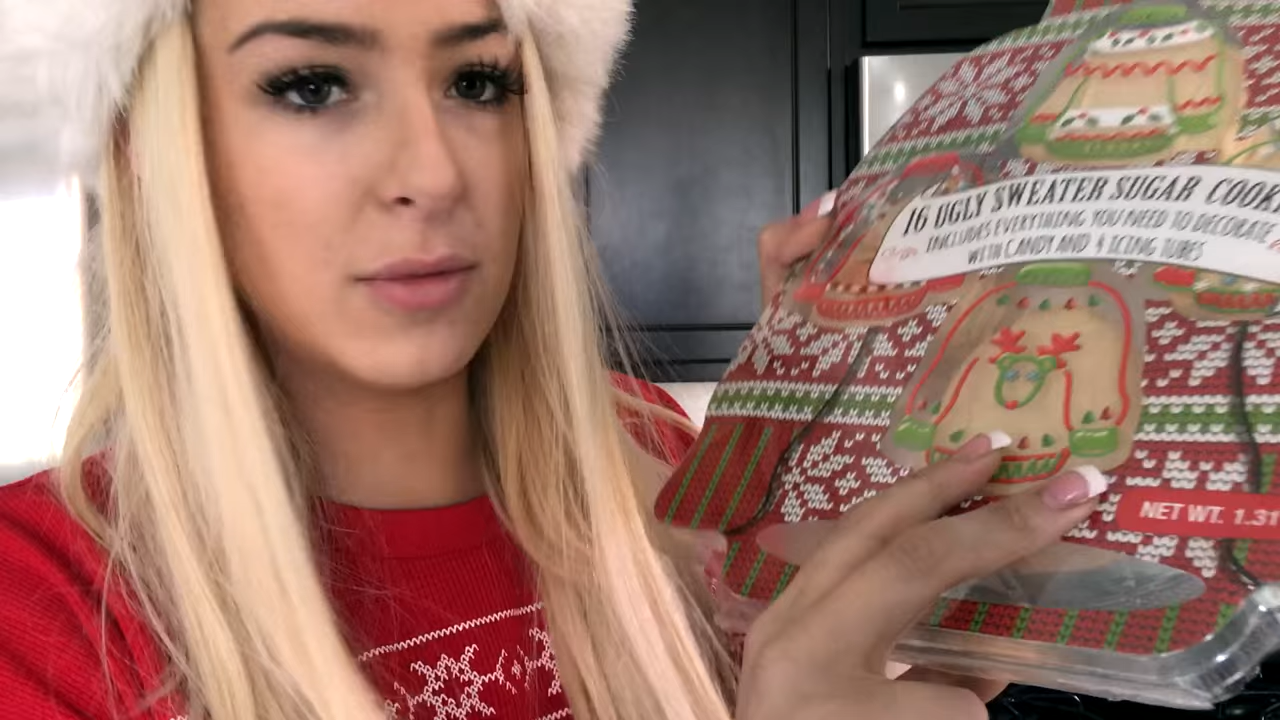 16 UGLY SWEATER SUGAR COOK
INCLUDES EVERYTHING YOU NEED TO DECORATE
WITH CANDY AND 4 ICING TUBES
NET WT. 1.31